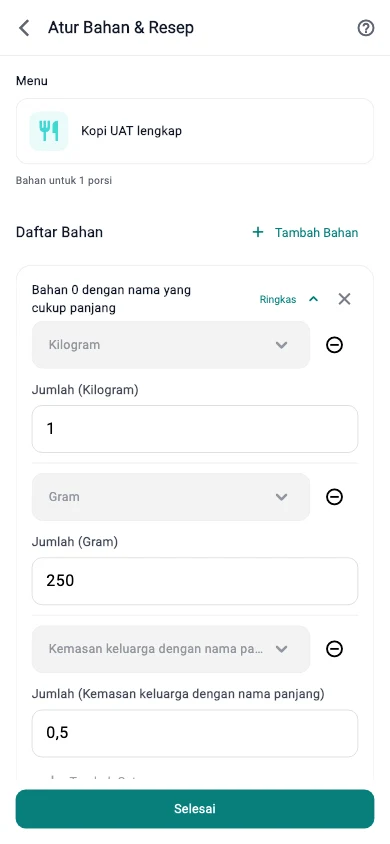 Atur Bahan & Resep
Menu
Kopi UAT lengkap
Bahan untuk 1 porsi
Daftar Bahan
+ Tambah Bahan
Bahan 0 dengan nama yang
cukup panjang
Ringkas
Kilogram
Jumlah (Kilogram)
1
Gram
Jumlah (Gram)
250
Kemasan keluarga dengan nama pa...
Jumlah (Kemasan keluarga dengan nama panjang)
0,5
Selesai